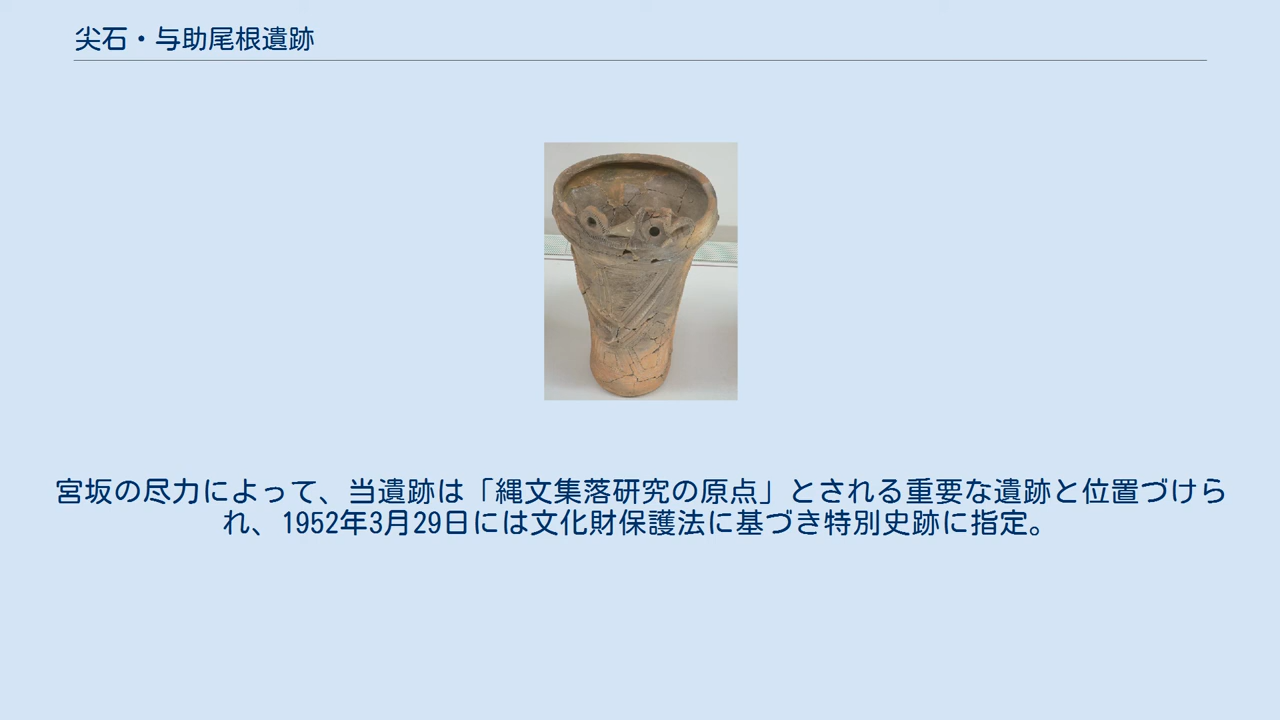 尖石・与助尾根遺跡
宮坂の尽力によって、当遺跡は「縄文集落研究の原点」とされる重要な遺跡と位置づけら
れ、1952年3月29日には文化財保護法に基づき特別史跡に指定。